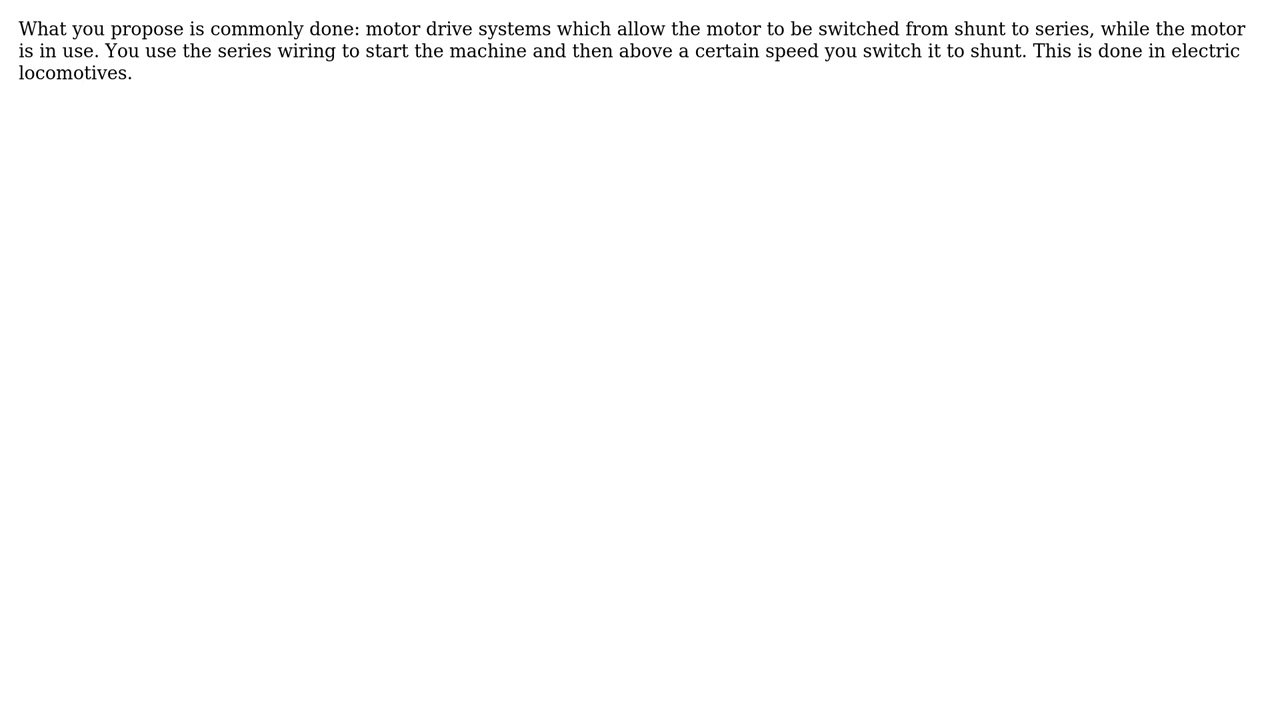 What you propose is commonly done: motor drive systems which allow the motor to be switched from shunt to series, while the motor
is in use. You use the series wiring to start the machine and then above a certain speed you switch it to shunt. This is done in electric
locomotives.